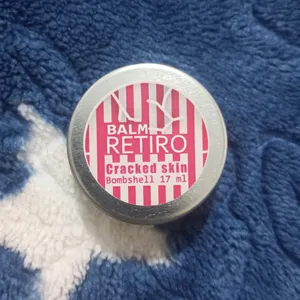 BALM
RETIRO
Cracked skin
Bombshell 17 ml